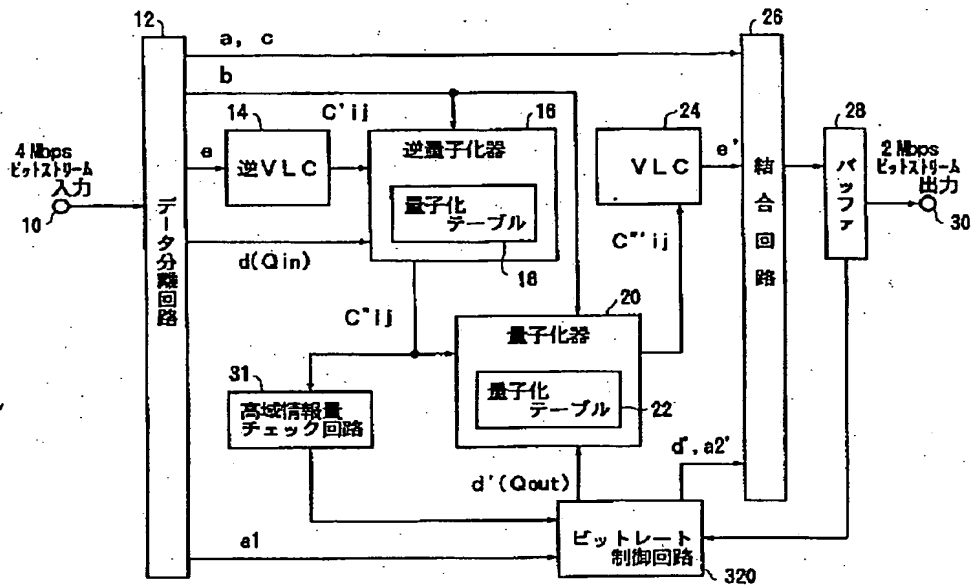 12
26
a, c
b
C'ij
14
16
24
28
4 Mbps
ビットストリーム
入力
10
e
逆VLC
逆量子化器
量子化
テーブル
16
VLC
e'
2 Mbps
ビットストリーム
出力
30
データ分離回路
結合回路
バッファ
d(Qin)
C"ij
C"'ij
20
量子化器
量子化
テーブル
22
31
高域情報量
チェック回路
d'(Qout)
d', a2'
a1
ビットレート
制御回路
320